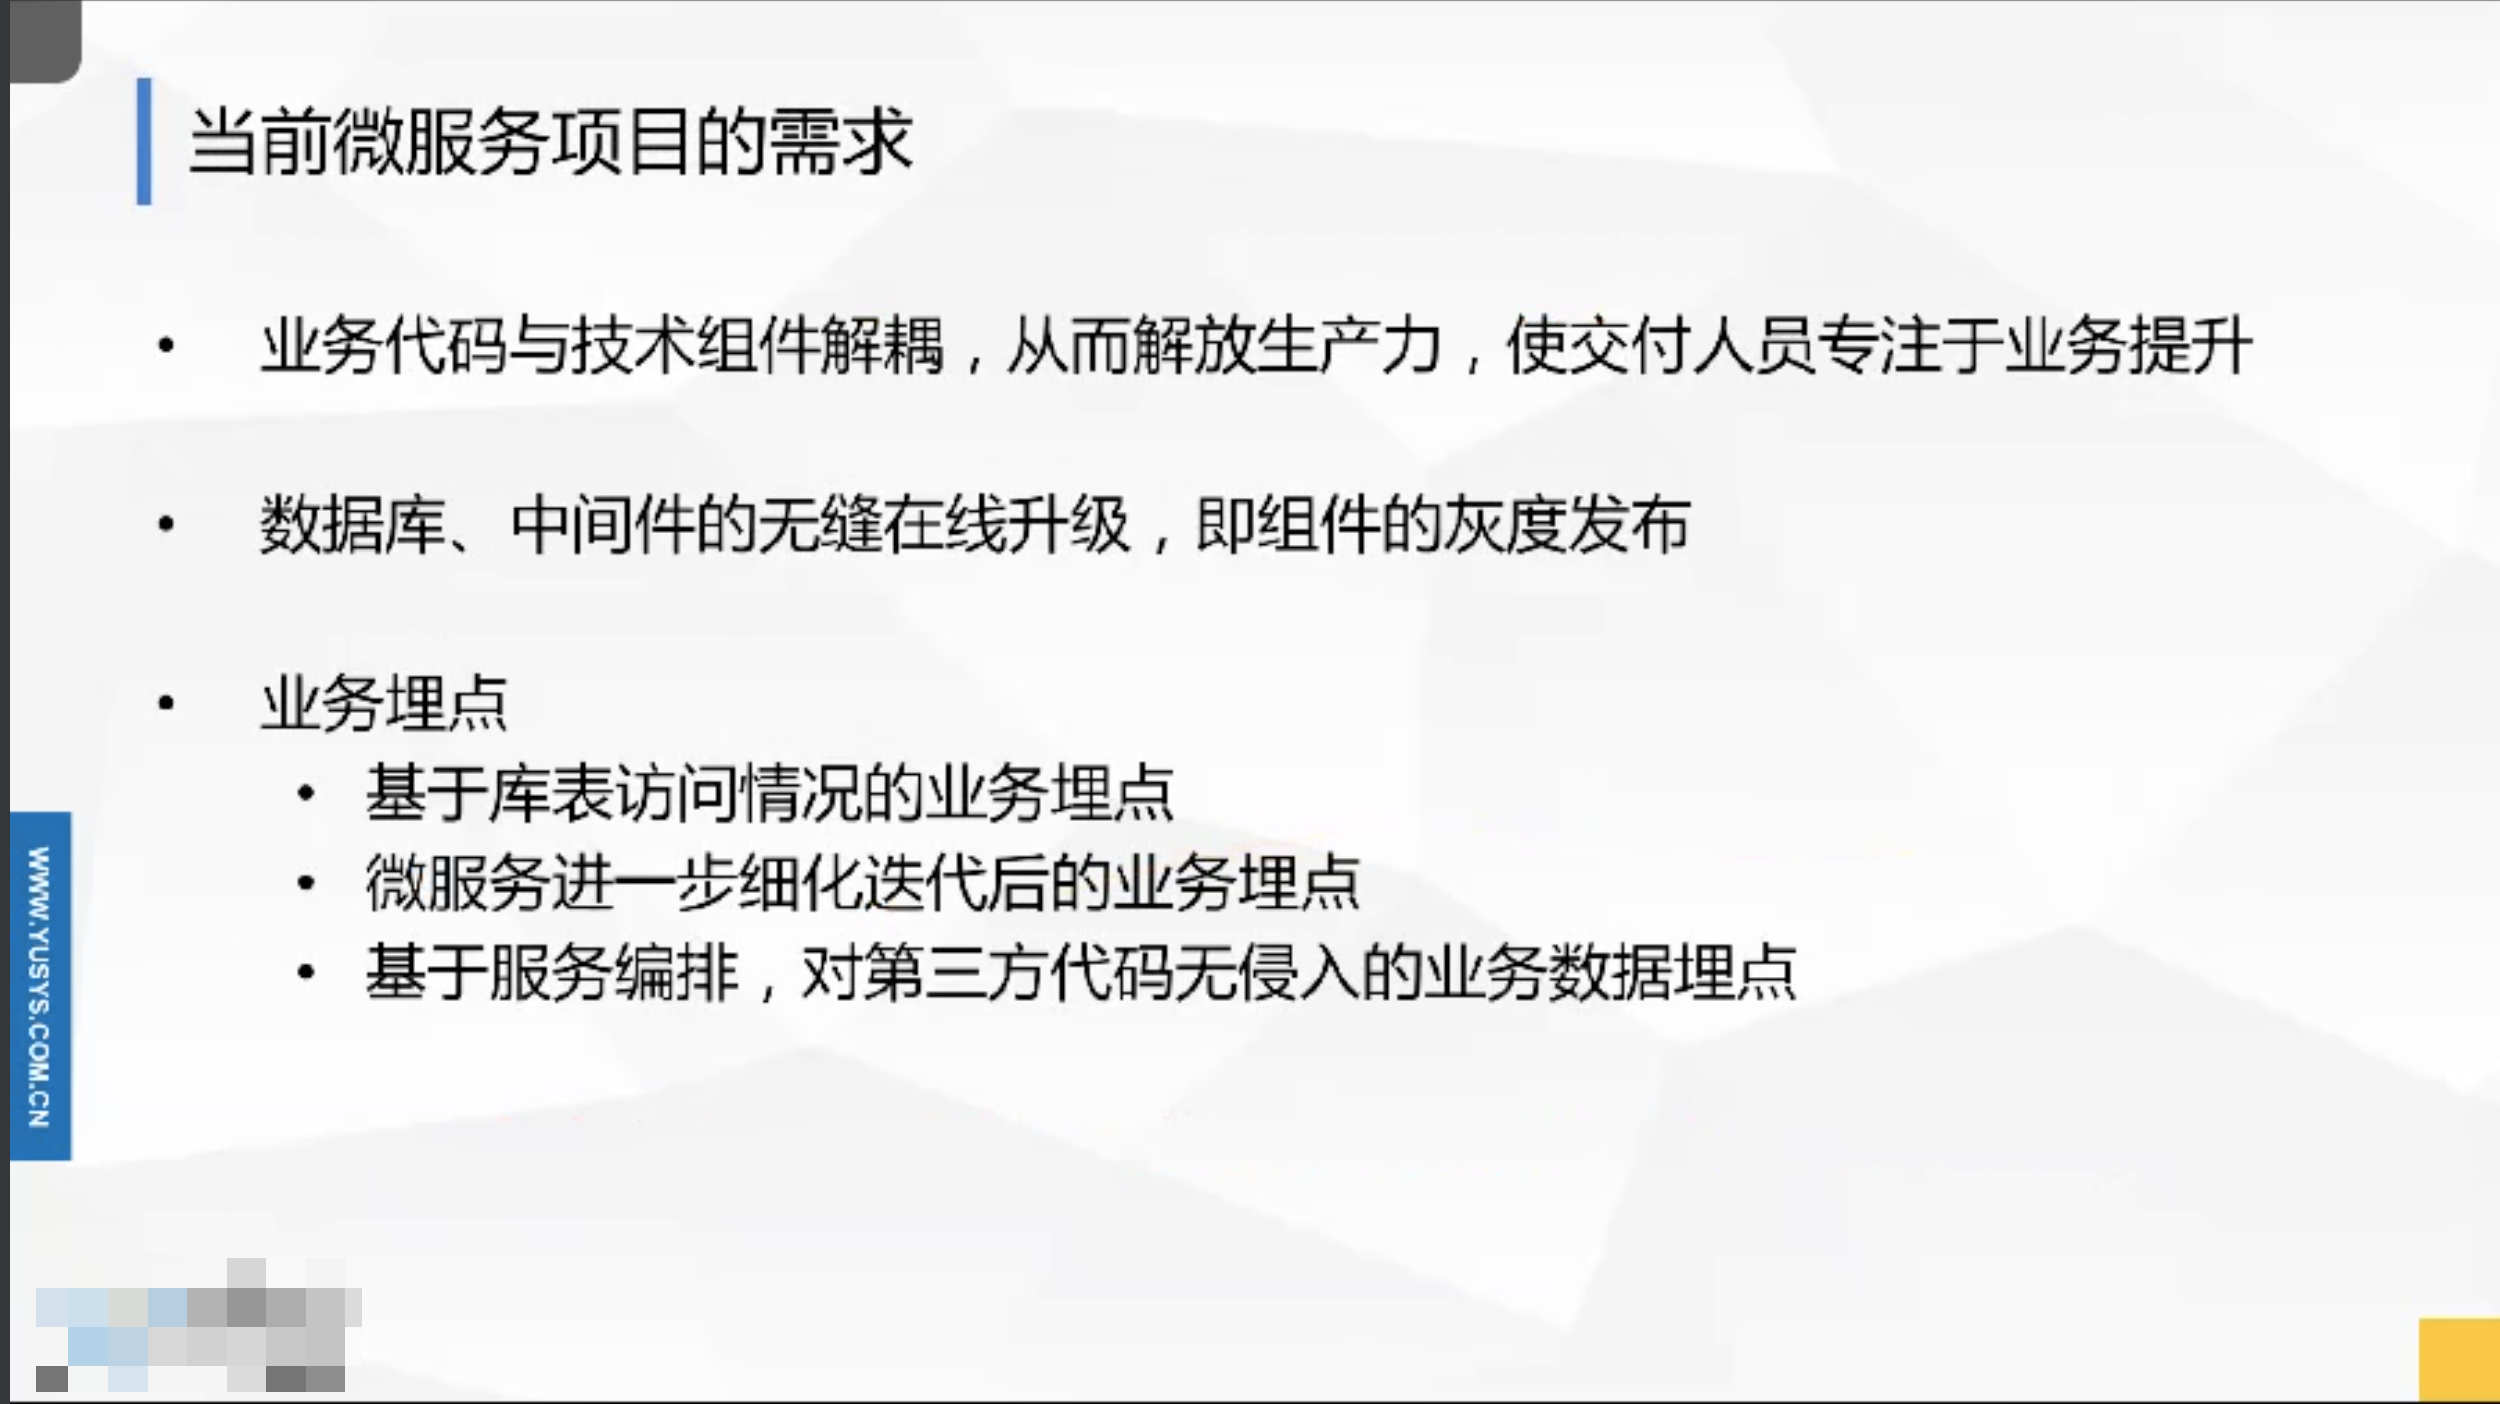 当前微服务项目的需求
• 业务代码与技术组件解耦，从而解放生产力，使交付人员专注于业务提升
• 数据库、中间件的无缝在线升级，即组件的灰度发布
• 业务埋点
• 基于库表访问情况的业务埋点
• 微服务进一步细化迭代后的业务埋点
• 基于服务编排，对第三方代码无侵入的业务数据埋点
WWW.YUSYS.COM.CN